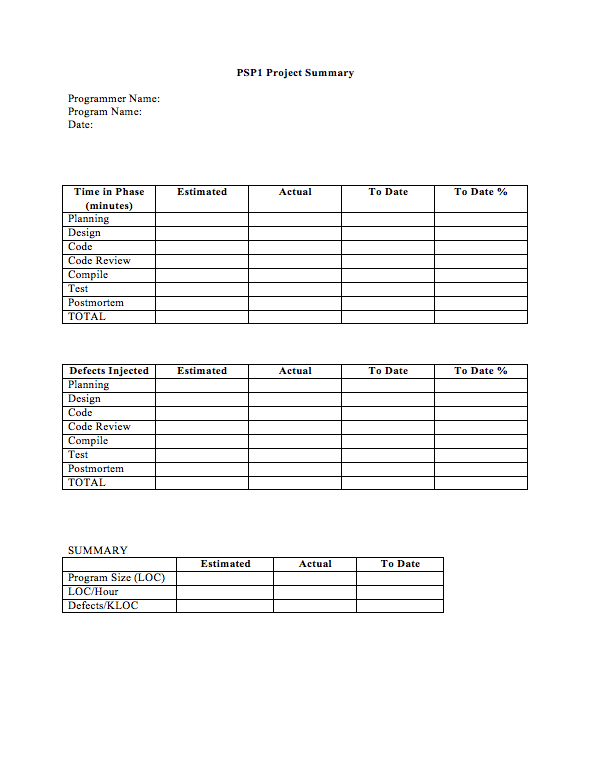 PSP1 Project Summary
Programmer Name:
Program Name:
Date:
Time in Phase (minutes) Estimated Actual To Date To Date %
Planning
Design
Code
Code Review
Compile
Test
Postmortem
TOTAL
Defects Injected Estimated Actual To Date To Date %
Planning
Design
Code
Code Review
Compile
Test
Postmortem
TOTAL
SUMMARY
Estimated Actual To Date
Program Size (LOC)
LOC/Hour
Defects/KLOC